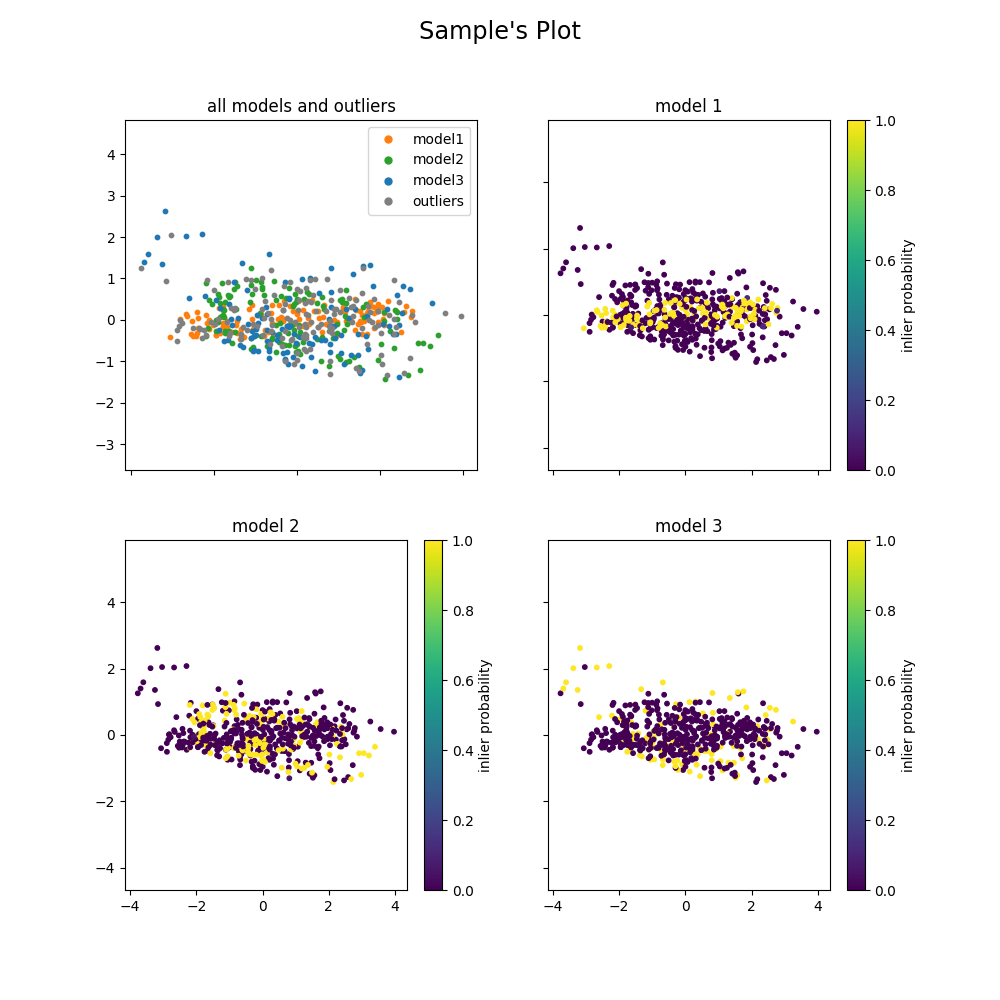 Sample's Plot
all models and outliers
4
3
2
1
0
−1
−2
−3
model1
model2
model3
outliers
model 1
1.0
0.8
0.6
0.4
0.2
0.0
inlier probability
model 2
4
2
0
−2
−4
−4 −2 0 2 4
1.0
0.8
0.6
0.4
0.2
0.0
inlier probability
model 3
−4 −2 0 2 4
1.0
0.8
0.6
0.4
0.2
0.0
inlier probability